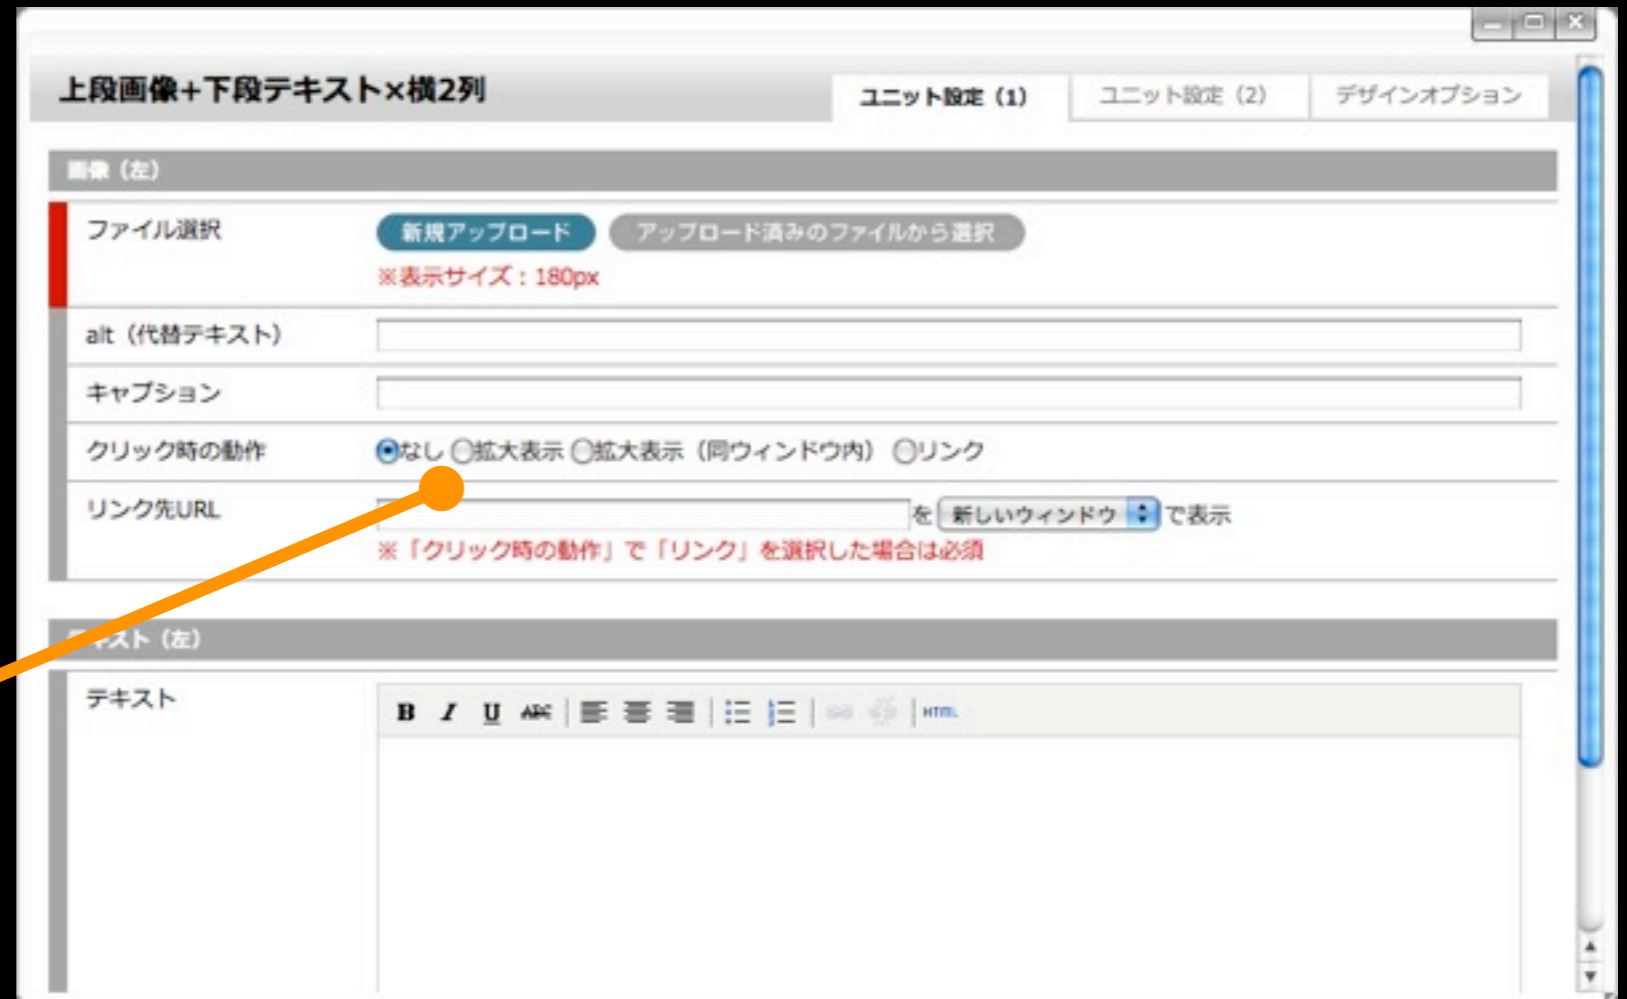 上段画像+下段テキスト×横2列
ユニット設定（1）
ユニット設定（2）
デザインオプション
画像（左）
ファイル選択
新規アップロード
アップロード済みのファイルから選択
※表示サイズ：180px
alt（代替テキスト）
キャプション
クリック時の動作
なし 拡大表示 拡大表示（同ウィンドウ内） リンク
リンク先URL
を 新しいウィンドウ で表示
※「クリック時の動作」で「リンク」を選択した場合は必須
キスト（左）
テキスト
B I U ABC HTML